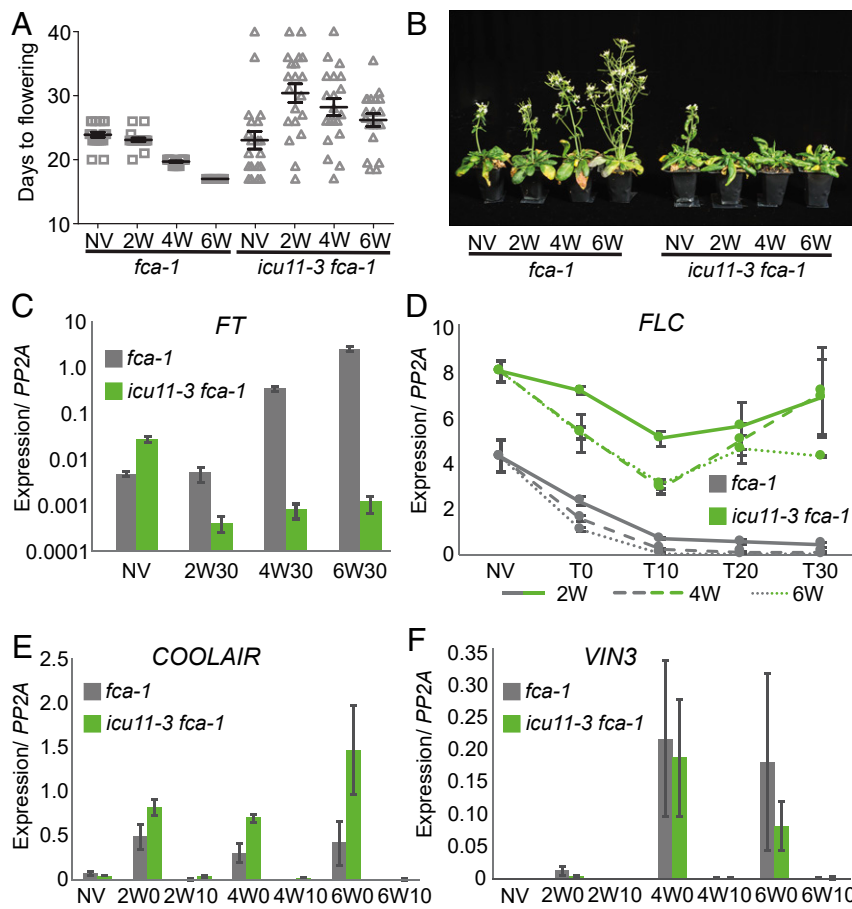 A
Days to flowering
40
30
20
10
NV 2W 4W 6W NV 2W 4W 6W
fca-1 icu11-3 fca-1
B
NV 2W 4W 6W NV 2W 4W 6W
fca-1 icu11-3 fca-1
C
FT
Expression/ PP2A
10
1.0
0.1
0.01
0.001
0.0001
fca-1
icu11-3 fca-1
NV 2W30 4W30 6W30
D
FLC
Expression/ PP2A
10
8
6
4
2
0
fca-1
icu11-3 fca-1
NV T0 T10 T20 T30
2W 4W 6W
E
COOLAIR
Expression/ PP2A
2.5
2.0
1.5
1.0
0.5
0
fca-1
icu11-3 fca-1
NV 2W0 2W10 4W0 4W10 6W0 6W10
F
VIN3
Expression/ PP2A
0.35
0.30
0.25
0.20
0.15
0.10
0.05
0
fca-1
icu11-3 fca-1
NV 2W0 2W10 4W0 4W10 6W0 6W10